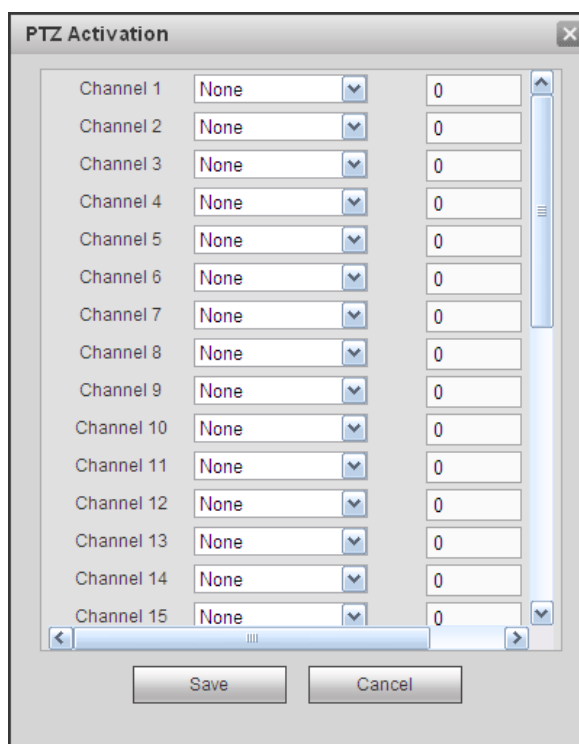 PTZ Activation
Channel 1 None 0
Channel 2 None 0
Channel 3 None 0
Channel 4 None 0
Channel 5 None 0
Channel 6 None 0
Channel 7 None 0
Channel 8 None 0
Channel 9 None 0
Channel 10 None 0
Channel 11 None 0
Channel 12 None 0
Channel 13 None 0
Channel 14 None 0
Channel 15 None 0
Save Cancel